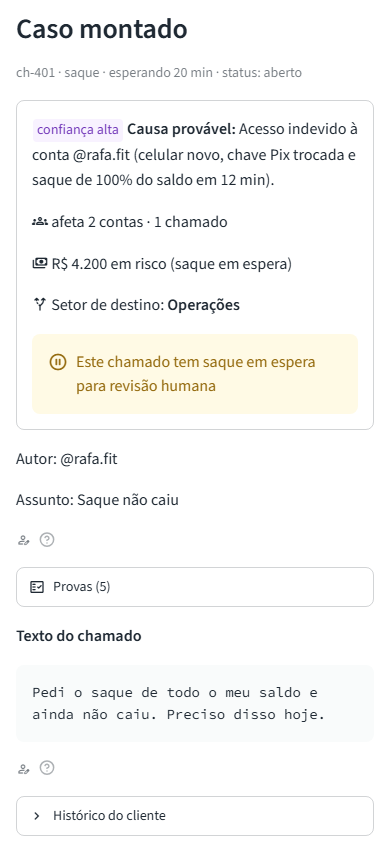 Caso montado
ch-401 · saque · esperando 20 min · status: aberto
confiança alta Causa provável: Acesso indevido à
conta @rafa.fit (celular novo, chave Pix trocada e
saque de 100% do saldo em 12 min).
afeta 2 contas · 1 chamado
R$ 4.200 em risco (saque em espera)
Setor de destino: Operações
Este chamado tem saque em espera
para revisão humana
Autor: @rafa.fit
Assunto: Saque não caiu
Provas (5)
Texto do chamado
Pedi o saque de todo o meu saldo e
ainda não caiu. Preciso disso hoje.
Histórico do cliente